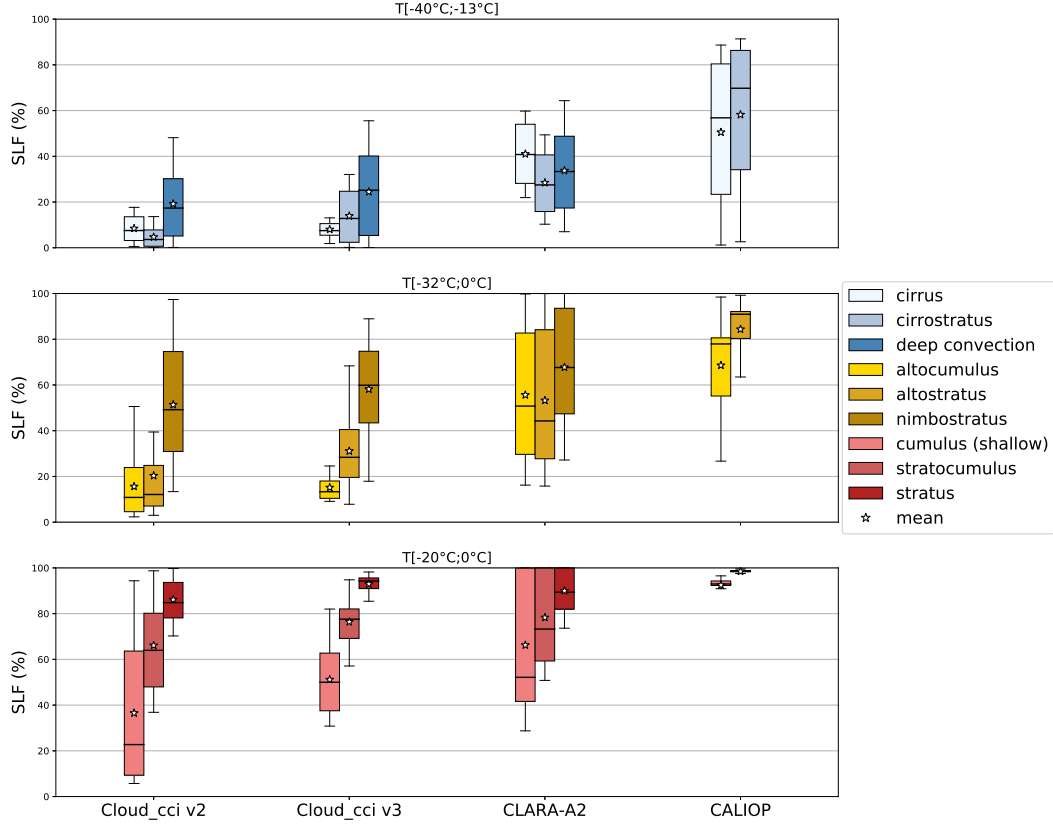 T[-40°C;-13°C]
100
80
60
40
20
0
SLF (%)
T[-32°C;0°C]
100
80
60
40
20
0
SLF (%)
cirrus
cirrostratus
deep convection
altocumulus
altostratus
nimbostratus
cumulus (shallow)
stratocumulus
stratus
mean
T[-20°C;0°C]
100
80
60
40
20
0
SLF (%)
Cloud_cci v2 Cloud_cci v3 CLARA-A2 CALIOP